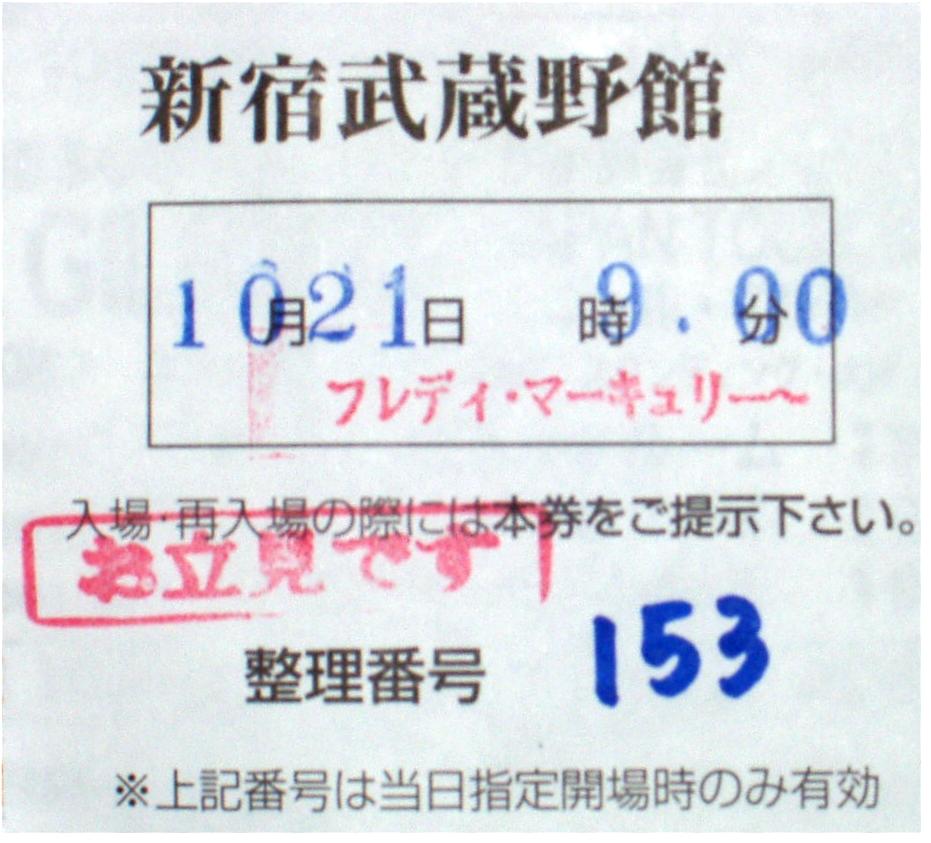 新宿武蔵野館
10月21日 時9.00分
フレディ・マーキュリー〜
入場·再入場の際には本券をご提示下さい。
お立見です
整理番号 153
※上記番号は当日指定開場時のみ有効